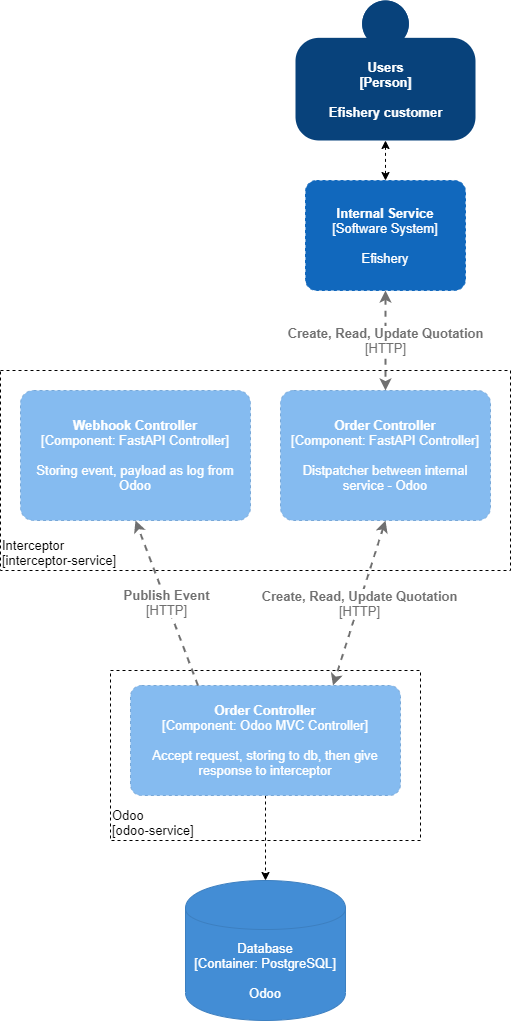 Users
[Person]
Efishery customer
Internal Service
[Software System]
Efishery
Create, Read, Update Quotation
[HTTP]
Webhook Controller
[Component: FastAPI Controller]
Storing event, payload as log from
Odoo
Order Controller
[Component: FastAPI Controller]
Distpatcher between internal
service - Odoo
Interceptor
[interceptor-service]
Publish Event
[HTTP]
Create, Read, Update Quotation
[HTTP]
Order Controller
[Component: Odoo MVC Controller]
Accept request, storing to db, then give
response to interceptor
Odoo
[odoo-service]
Database
[Container: PostgreSQL]
Odoo